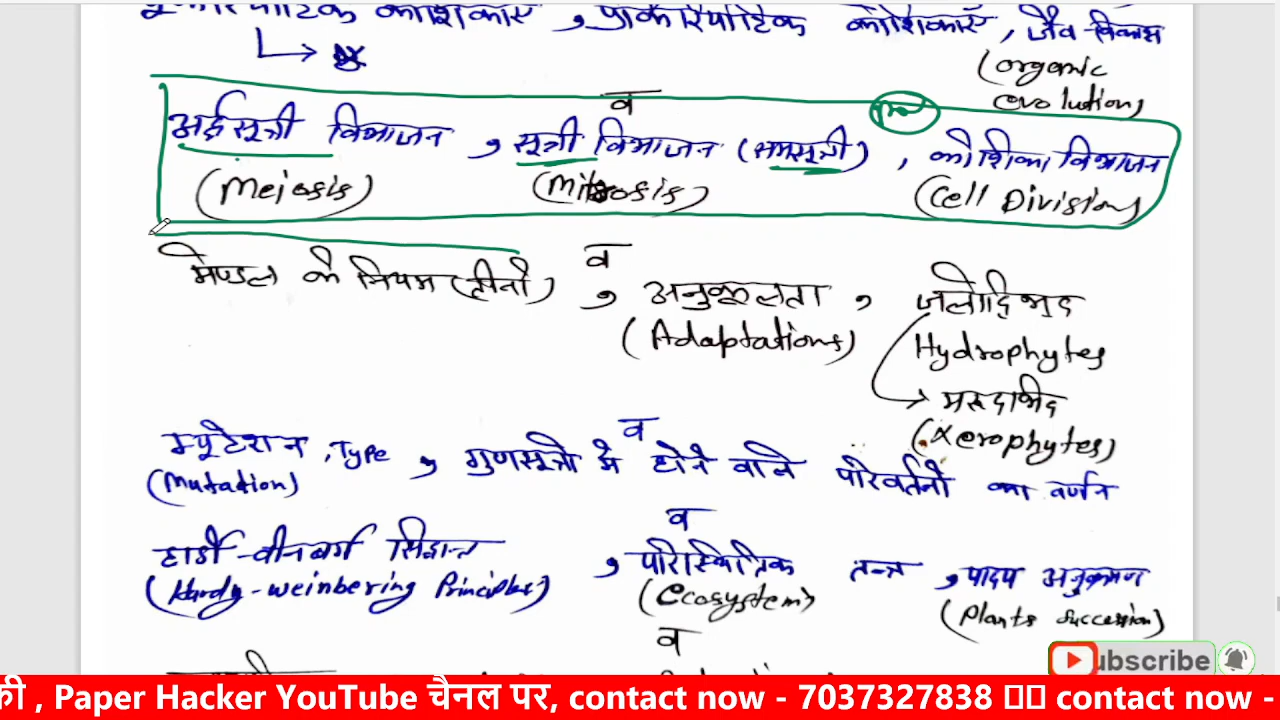 यूकैरियोटिक कोशिकाएँ , प्रोकैरियोटिक कोशिकाएँ , जैव-विकास
(organic
evolution)
व
अर्द्धसूत्री विभाजन , सूत्री विभाजन (समसूत्री) , कोशिका विभाजन
(Meiosis) (Mitosis) (Cell Division)
व
मेण्डल के नियम (तीनों) , अनुकूलता , जलोद्भिद
(Adaptations) (Hydrophytes
→ मरूदभिद
(Xerophytes)
व
म्यूटेशन , Type , गुणसूत्रो मे होने वाले परिवर्तनो का वर्णन
(Mutation)
व
हार्डी-वीनबर्ग सिद्धान्त , पारिस्थितिक तन्त्र , पादप अनुक्रमण
(Hardy-weinbering Principles) (ecosystem) (Plants Succession)
व
Subscribe
की , Paper Hacker YouTube चैनल पर, contact now - 7037327838 contact now -